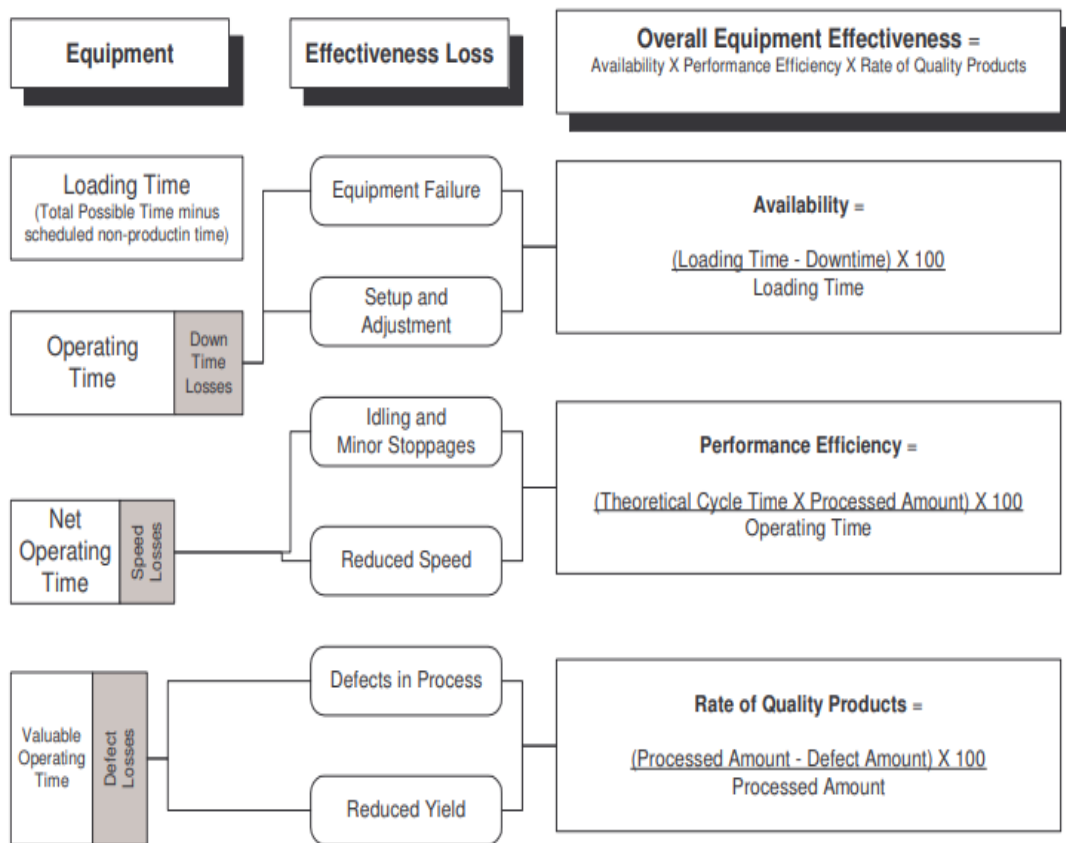 Equipment
Effectiveness Loss
Overall Equipment Effectiveness =
Availability X Performance Efficiency X Rate of Quality Products
Loading Time
(Total Possible Time minus
scheduled non-productin time)
Equipment Failure
Availability =
(Loading Time - Downtime) X 100
Loading Time
Setup and
Adjustment
Operating
Time
Down
Time
Losses
Idling and
Minor Stoppages
Performance Efficiency =
(Theoretical Cycle Time X Processed Amount) X 100
Operating Time
Net
Operating
Time
Speed
Losses
Reduced Speed
Defects in Process
Rate of Quality Products =
(Processed Amount - Defect Amount) X 100
Processed Amount
Valuable
Operating
Time
Defect
Losses
Reduced Yield